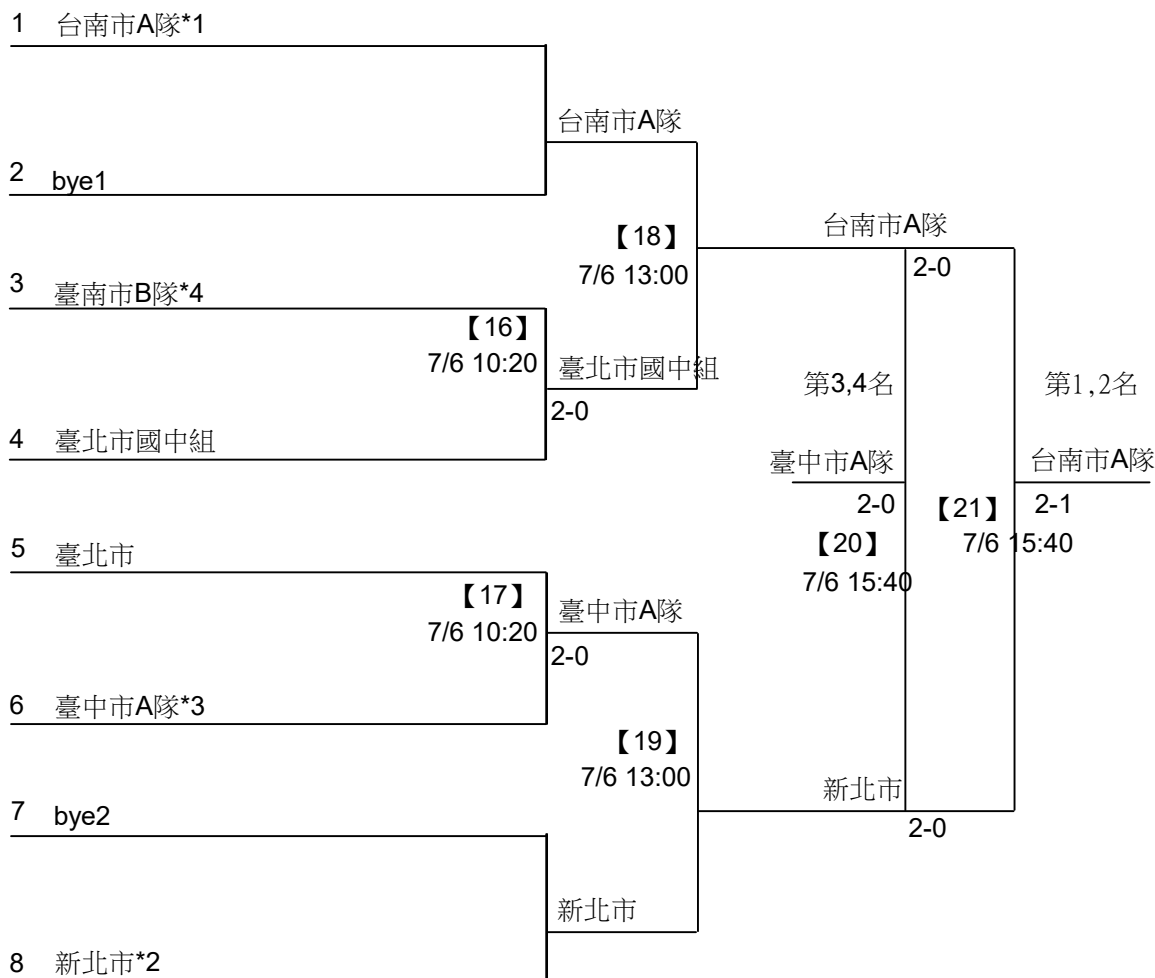 1 台南市A隊*1
台南市A隊
2 bye1
【18】
7/6 13:00
台南市A隊
2-0
3 臺南市B隊*4
【16】
7/6 10:20
臺北市國中組
2-0
第3,4名
第1,2名
4 臺北市國中組
臺中市A隊
2-0
台南市A隊
2-1
【20】
7/6 15:40
【21】
7/6 15:40
5 臺北市
【17】
7/6 10:20
臺中市A隊
2-0
6 臺中市A隊*3
【19】
7/6 13:00
新北市
2-0
7 bye2
新北市
8 新北市*2